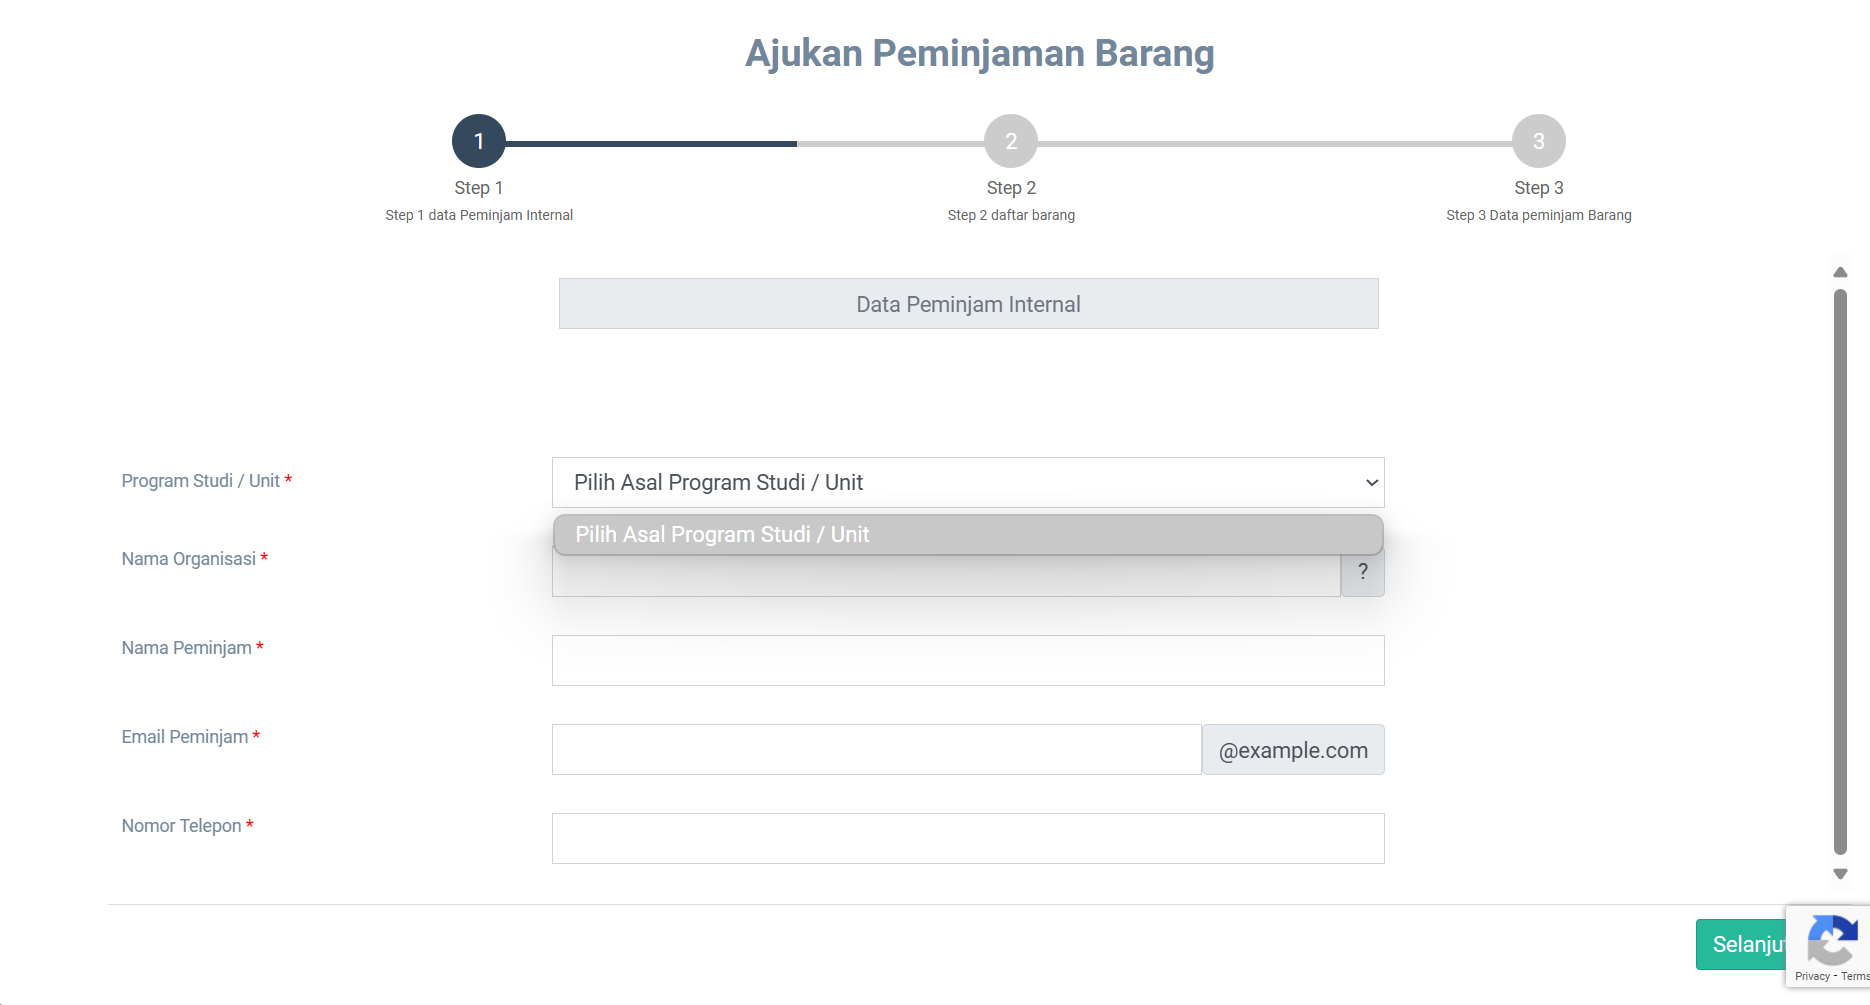 Ajukan Peminjaman Barang
1
2
3
Step 1
Step 2
Step 3
Step 1 data Peminjam Internal
Step 2 daftar barang
Step 3 Data peminjam Barang
Data Peminjam Internal
Program Studi / Unit *
Pilih Asal Program Studi / Unit
Pilih Asal Program Studi / Unit
Nama Organisasi *
?
Nama Peminjam *
Email Peminjam *
@example.com
Nomor Telepon *
Selanju
Privacy - Terms